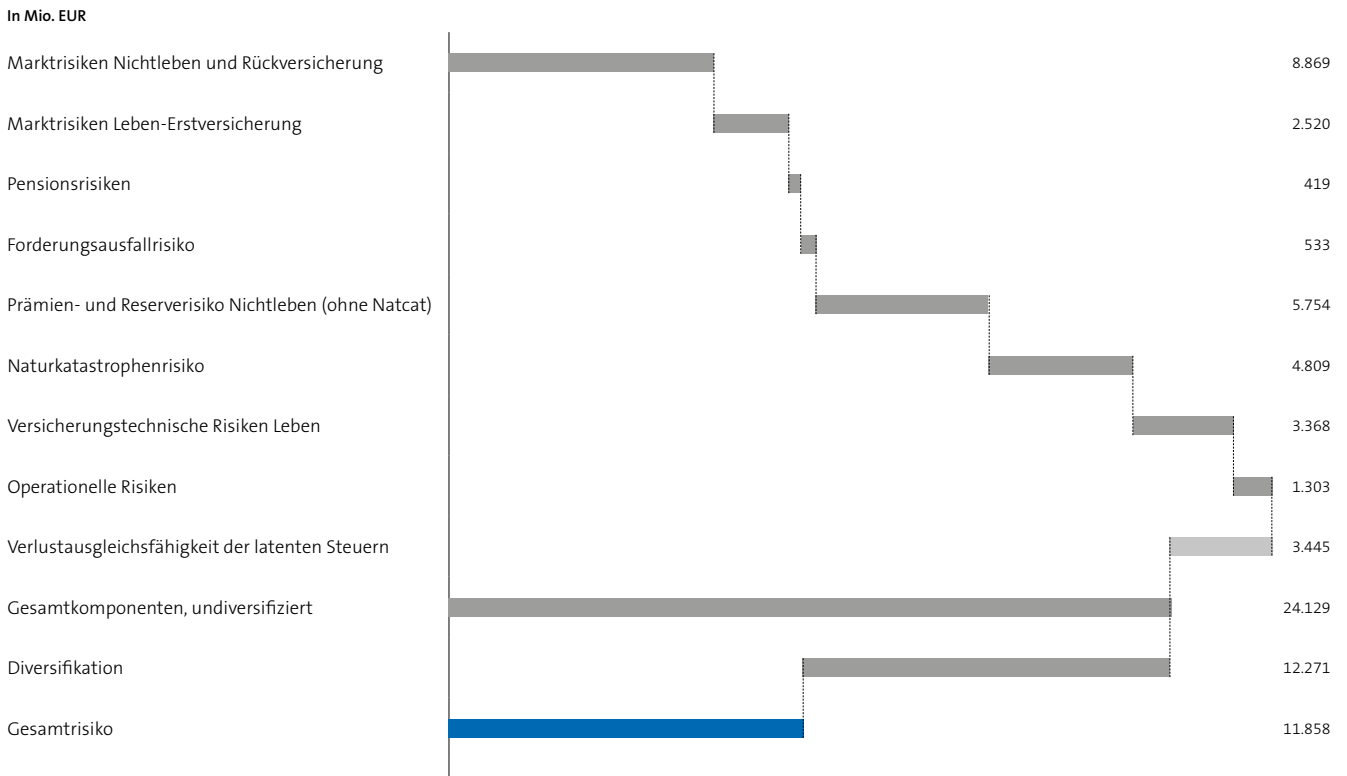 In Mio. EUR
Marktrisiken Nichtleben und Rückversicherung 8.869
Marktrisiken Leben-Erstversicherung 2.520
Pensionsrisiken 419
Forderungsausfallrisiko 533
Prämien- und Reserverisiko Nichtleben (ohne Natcat) 5.754
Naturkatastrophenrisiko 4.809
Versicherungstechnische Risiken Leben 3.368
Operationelle Risiken 1.303
Verlustausgleichsfähigkeit der latenten Steuern 3.445
Gesamtkomponenten, undiversifiziert 24.129
Diversifikation 12.271
Gesamtrisiko 11.858